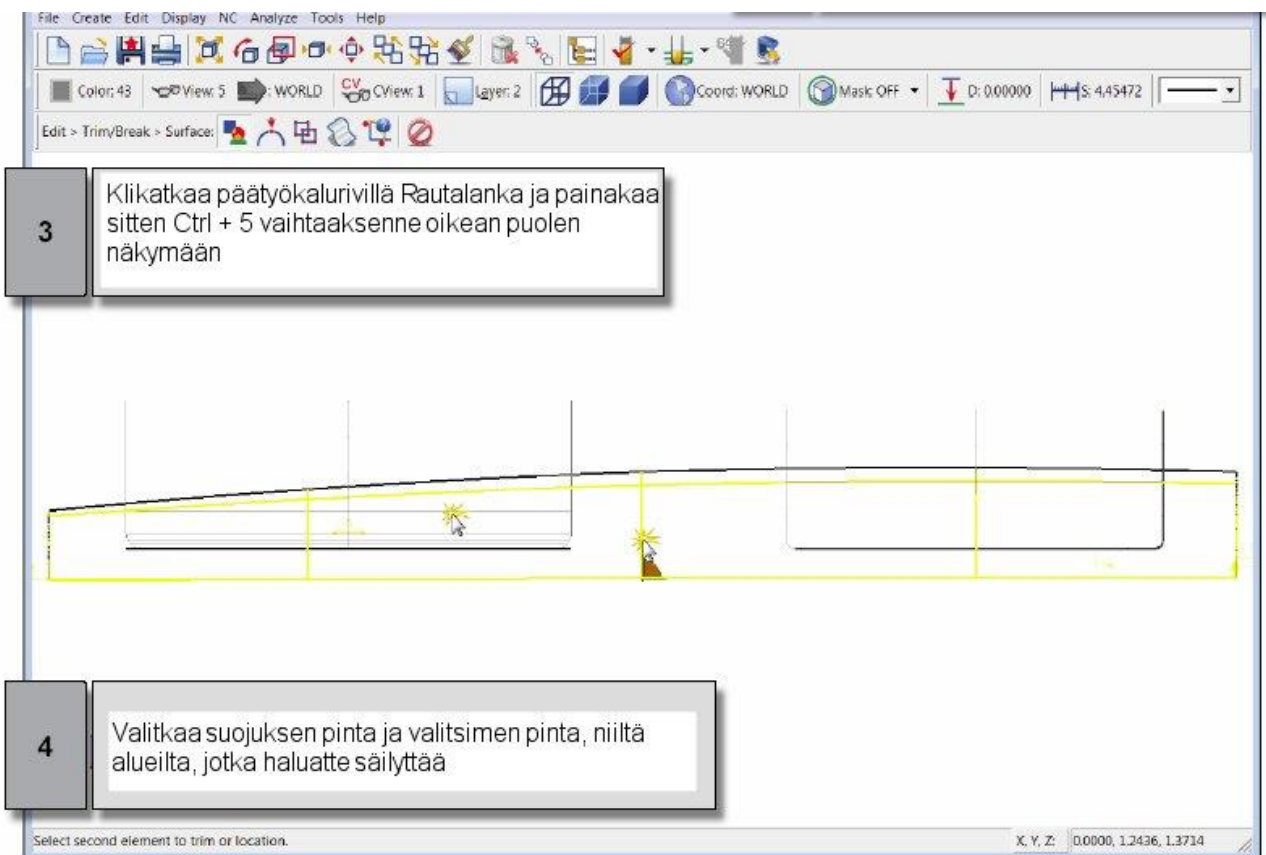 File Create Edit Display NC Analyze Tools Help
Color: 43 View: 5 : WORLD CV CView: 1 Layer: 2 Coord: WORLD Mask: OFF D: 0.00000 S: 4.45472
Edit > Trim/Break > Surface:
3
Klikatkaa päätyökalurivillä Rautalanka ja painakaa
sitten Ctrl + 5 vaihtaaksenne oikean puolen
näkymään
4
Valitkaa suojuksen pinta ja valitsimen pinta, niiltä
alueilta, jotka haluatte säilyttää
Select second element to trim or location.
X, Y, Z: 0.0000, 1.2436, 1.3714